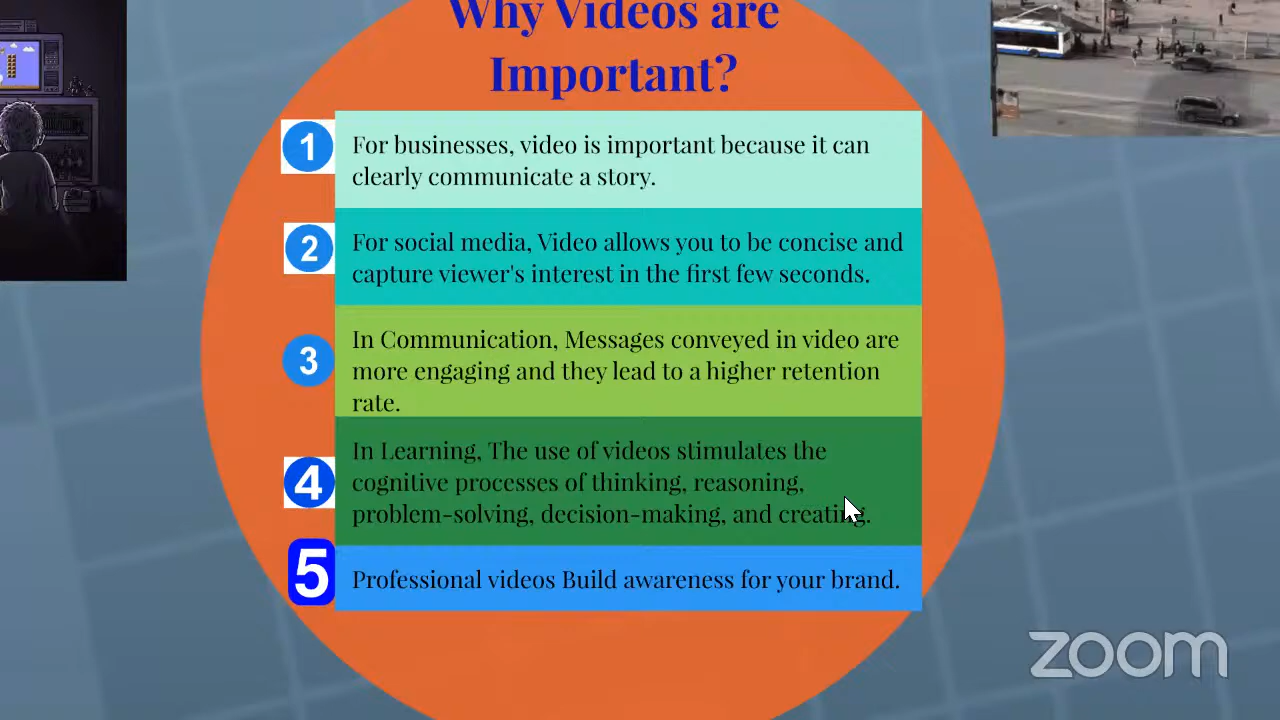 Why Videos are
Important?
1
For businesses, video is important because it can
clearly communicate a story.
2
For social media, Video allows you to be concise and
capture viewer's interest in the first few seconds.
3
In Communication, Messages conveyed in video are
more engaging and they lead to a higher retention
rate.
4
In Learning, The use of videos stimulates the
cognitive processes of thinking, reasoning,
problem-solving, decision-making, and creating.
5
Professional videos Build awareness for your brand.
zoom